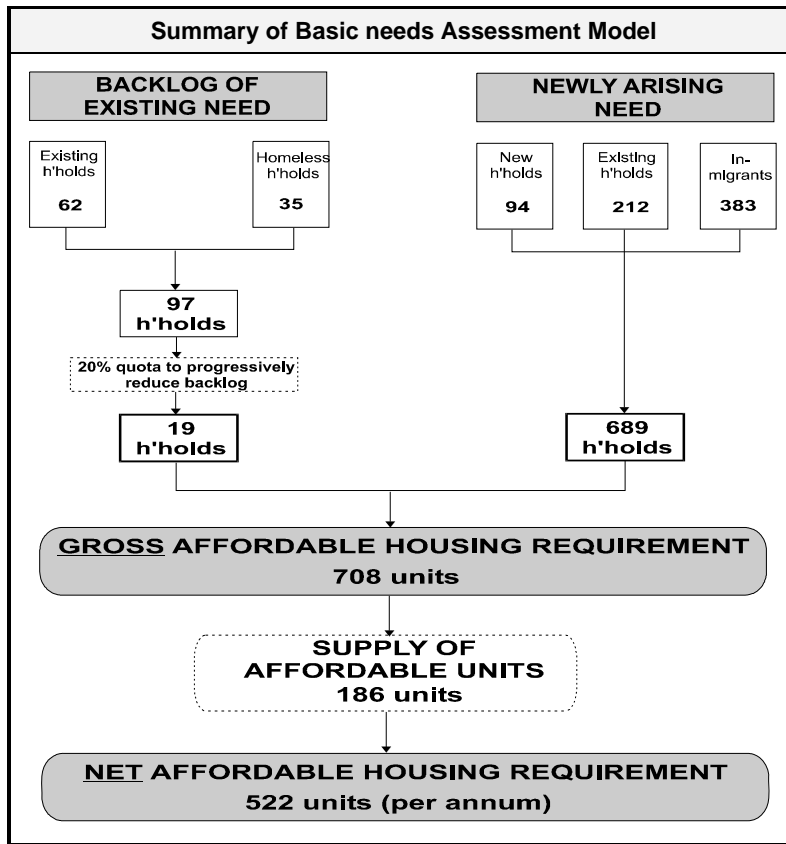 Summary of Basic needs Assessment Model
BACKLOG OF
EXISTING NEED
NEWLY ARISING
NEED
Existing
h'holds
62
Homeless
h'holds
35
New
h'holds
94
Existing
h'holds
212
In-
migrants
383
97
h'holds
20% quota to progressively
reduce backlog
19
h'holds
689
h'holds
GROSS AFFORDABLE HOUSING REQUIREMENT
708 units
SUPPLY OF
AFFORDABLE UNITS
186 units
NET AFFORDABLE HOUSING REQUIREMENT
522 units (per annum)